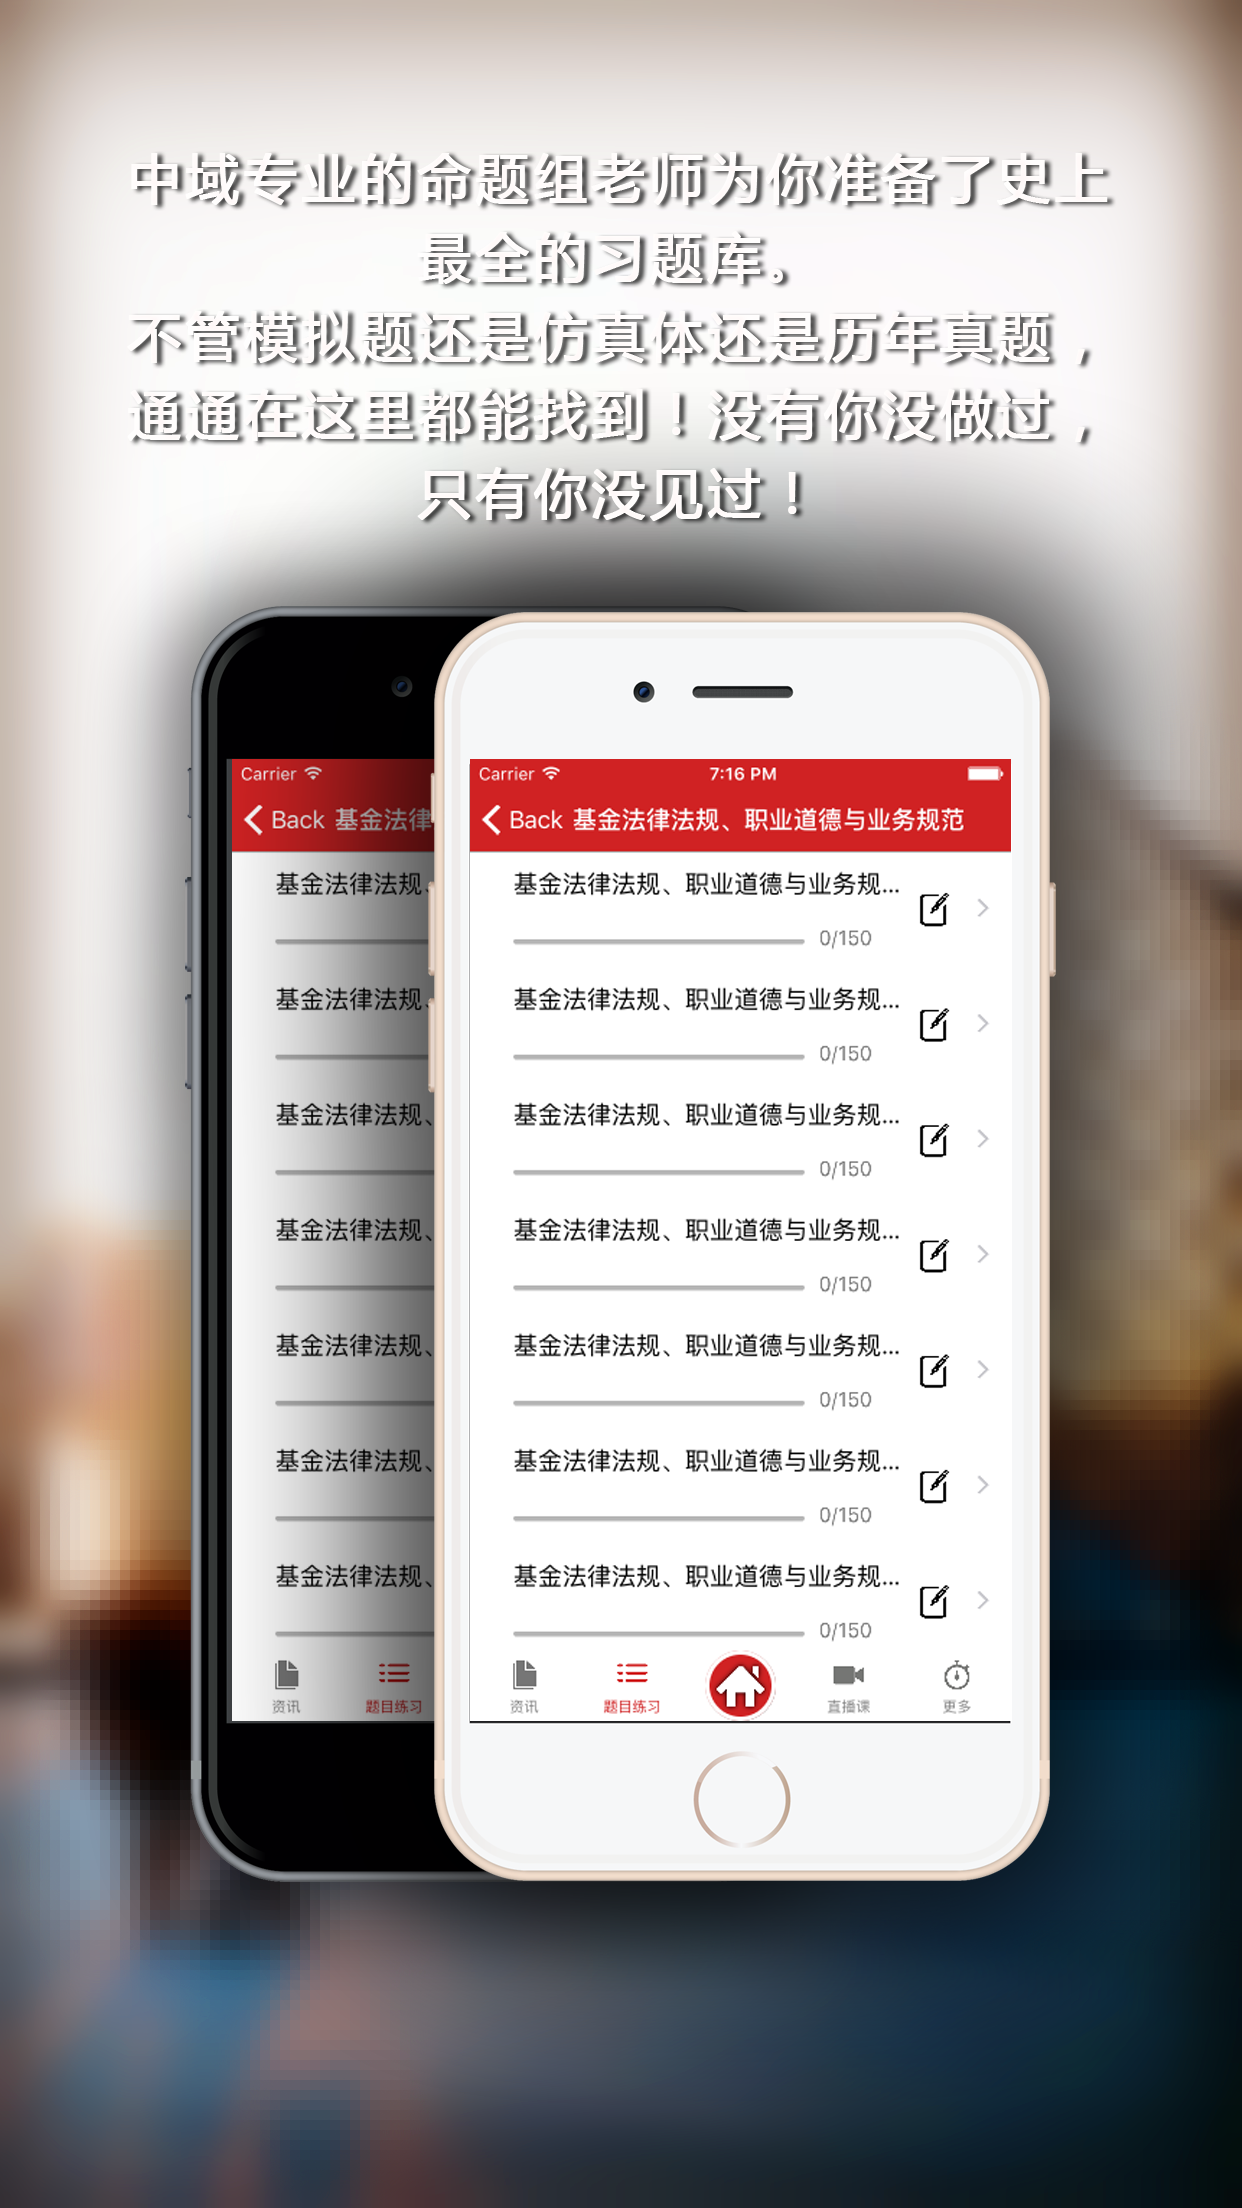 中域专业的命题组老师为你准备了史上
最全的习题库。
不管模拟题还是仿真体还是历年真题，
通通在这里都能找到！没有你没做过，
只有你没见过！
Carrier
Back 基金法律
基金法律法规、
基金法律法规、
基金法律法规、
基金法律法规、
基金法律法规、
基金法律法规、
基金法律法规、
资讯 题目练习
Carrier 7:16 PM
Back 基金法律法规、职业道德与业务规范
基金法律法规、职业道德与业务规...
0/150
基金法律法规、职业道德与业务规...
0/150
基金法律法规、职业道德与业务规...
0/150
基金法律法规、职业道德与业务规...
0/150
基金法律法规、职业道德与业务规...
0/150
基金法律法规、职业道德与业务规...
0/150
基金法律法规、职业道德与业务规...
0/150
资讯 题目练习 直播课 更多